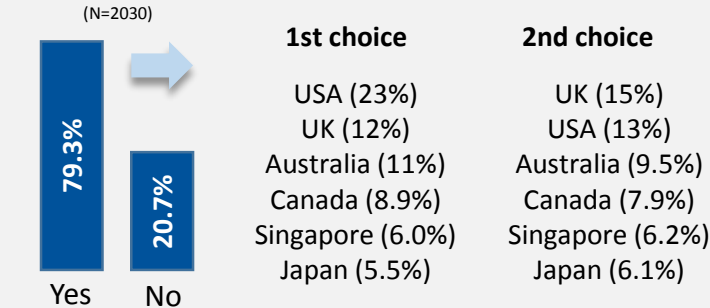 (N=2030)
79.3%
20.7%
Yes No
1st choice
USA (23%)
UK (12%)
Australia (11%)
Canada (8.9%)
Singapore (6.0%)
Japan (5.5%)
2nd choice
UK (15%)
USA (13%)
Australia (9.5%)
Canada (7.9%)
Singapore (6.2%)
Japan (6.1%)